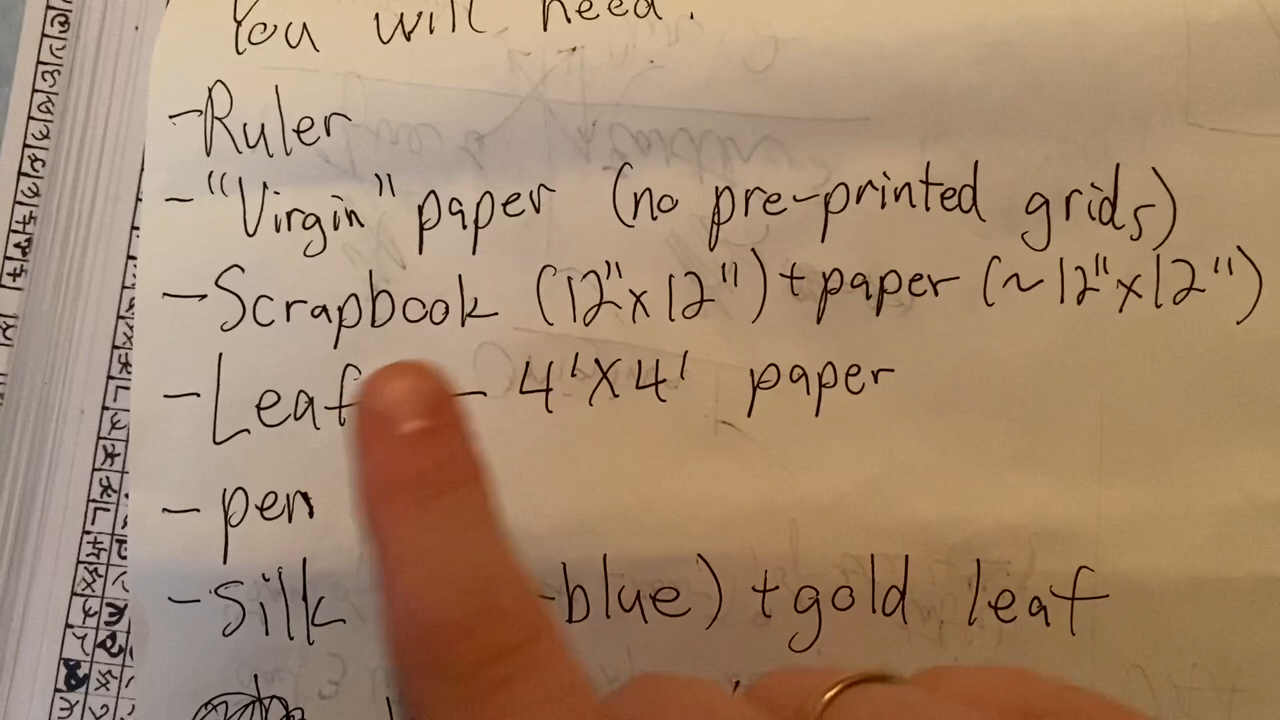 You will need:
-Ruler
-"Virgin" paper (no pre-printed grids)
-Scrapbook (12"x12") + paper (~12"x12")
-Leaf - 4'X4' paper
-pen
-silk -blue) + gold leaf